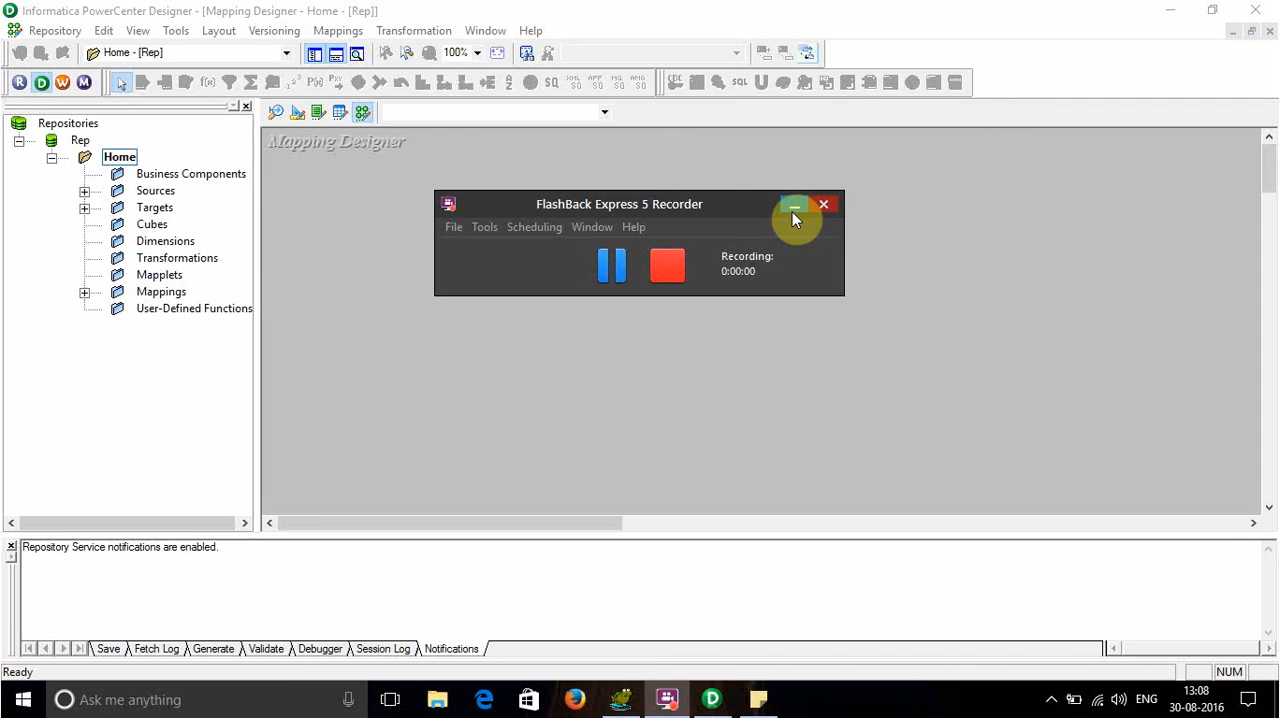 Informatica PowerCenter Designer - [Mapping Designer - Home - [Rep]]
Repository Edit View Tools Layout Versioning Mappings Transformation Window Help
Home - [Rep] 100%
R D W M f(x) SQ SQL
Mapping Designer
Repositories
Rep
Home
Business Components
Sources
Targets
Cubes
Dimensions
Transformations
Mapplets
Mappings
User-Defined Functions
FlashBack Express 5 Recorder
File Tools Scheduling Window Help
Recording:
0:00:00
Repository Service notifications are enabled.
Save Fetch Log Generate Validate Debugger Session Log Notifications
Ready NUM
Ask me anything ENG 13:08
30-08-2016